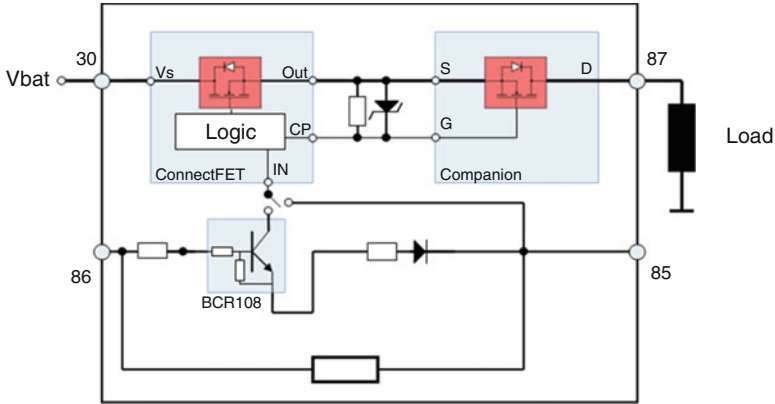 30
87
Vbat
Vs
Out
S
D
Logic
CP
G
Load
IN
ConnectFET
Companion
86
85
BCR108